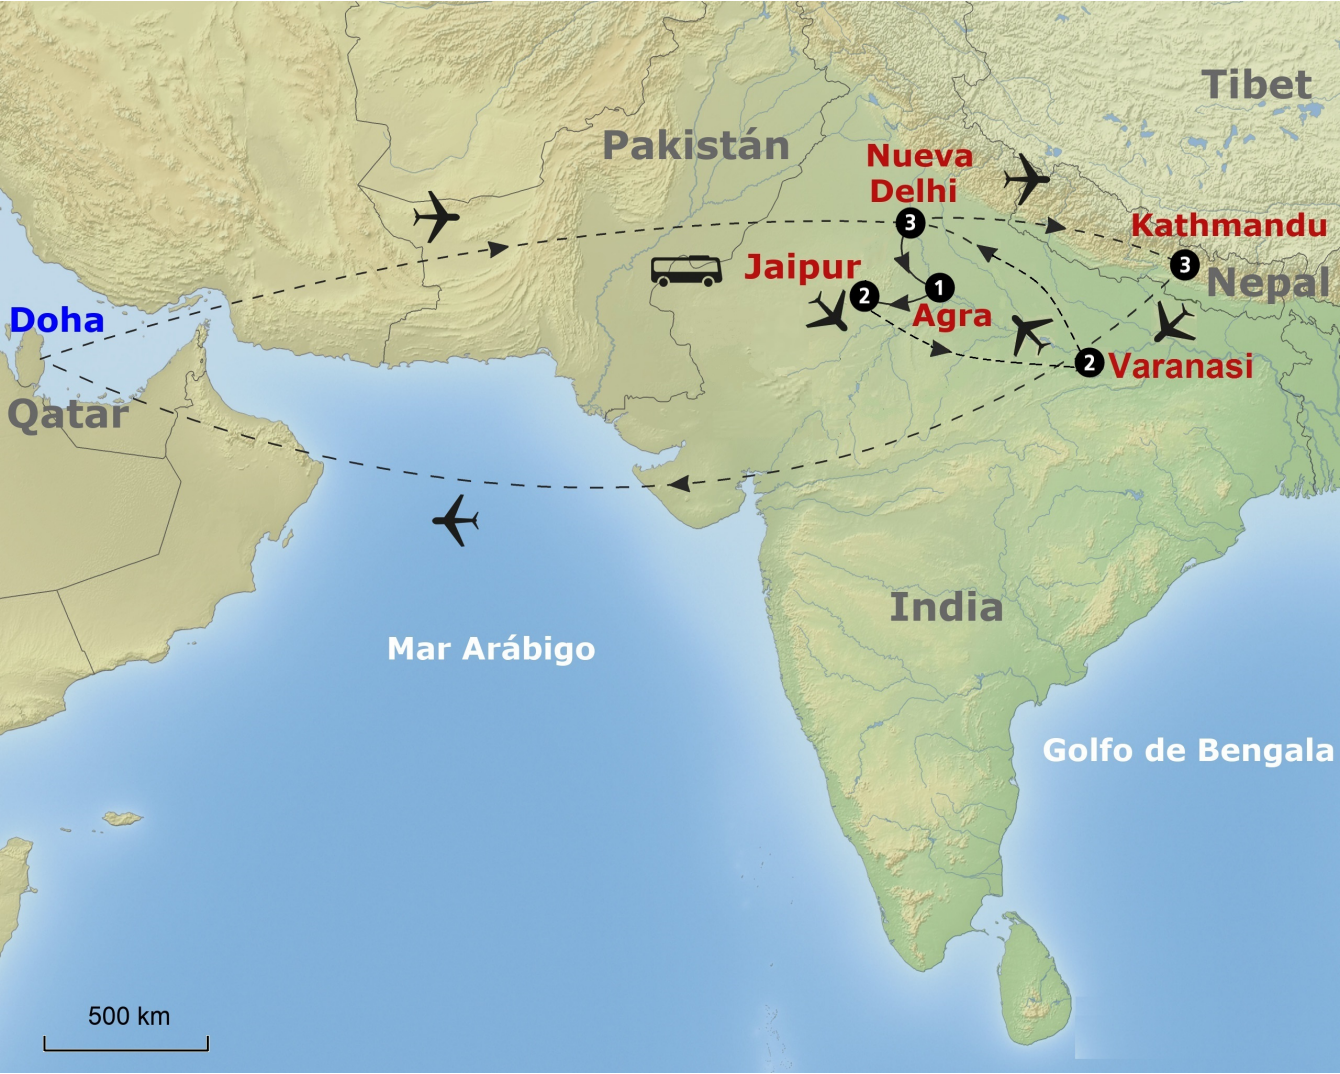 Tibet
Pakistán
Nueva
Delhi
3
Kathmandu
3
Nepal
Jaipur
2
1
Agra
Doha
2
Varanasi
Qatar
India
Mar Arábigo
Golfo de Bengala
500 km